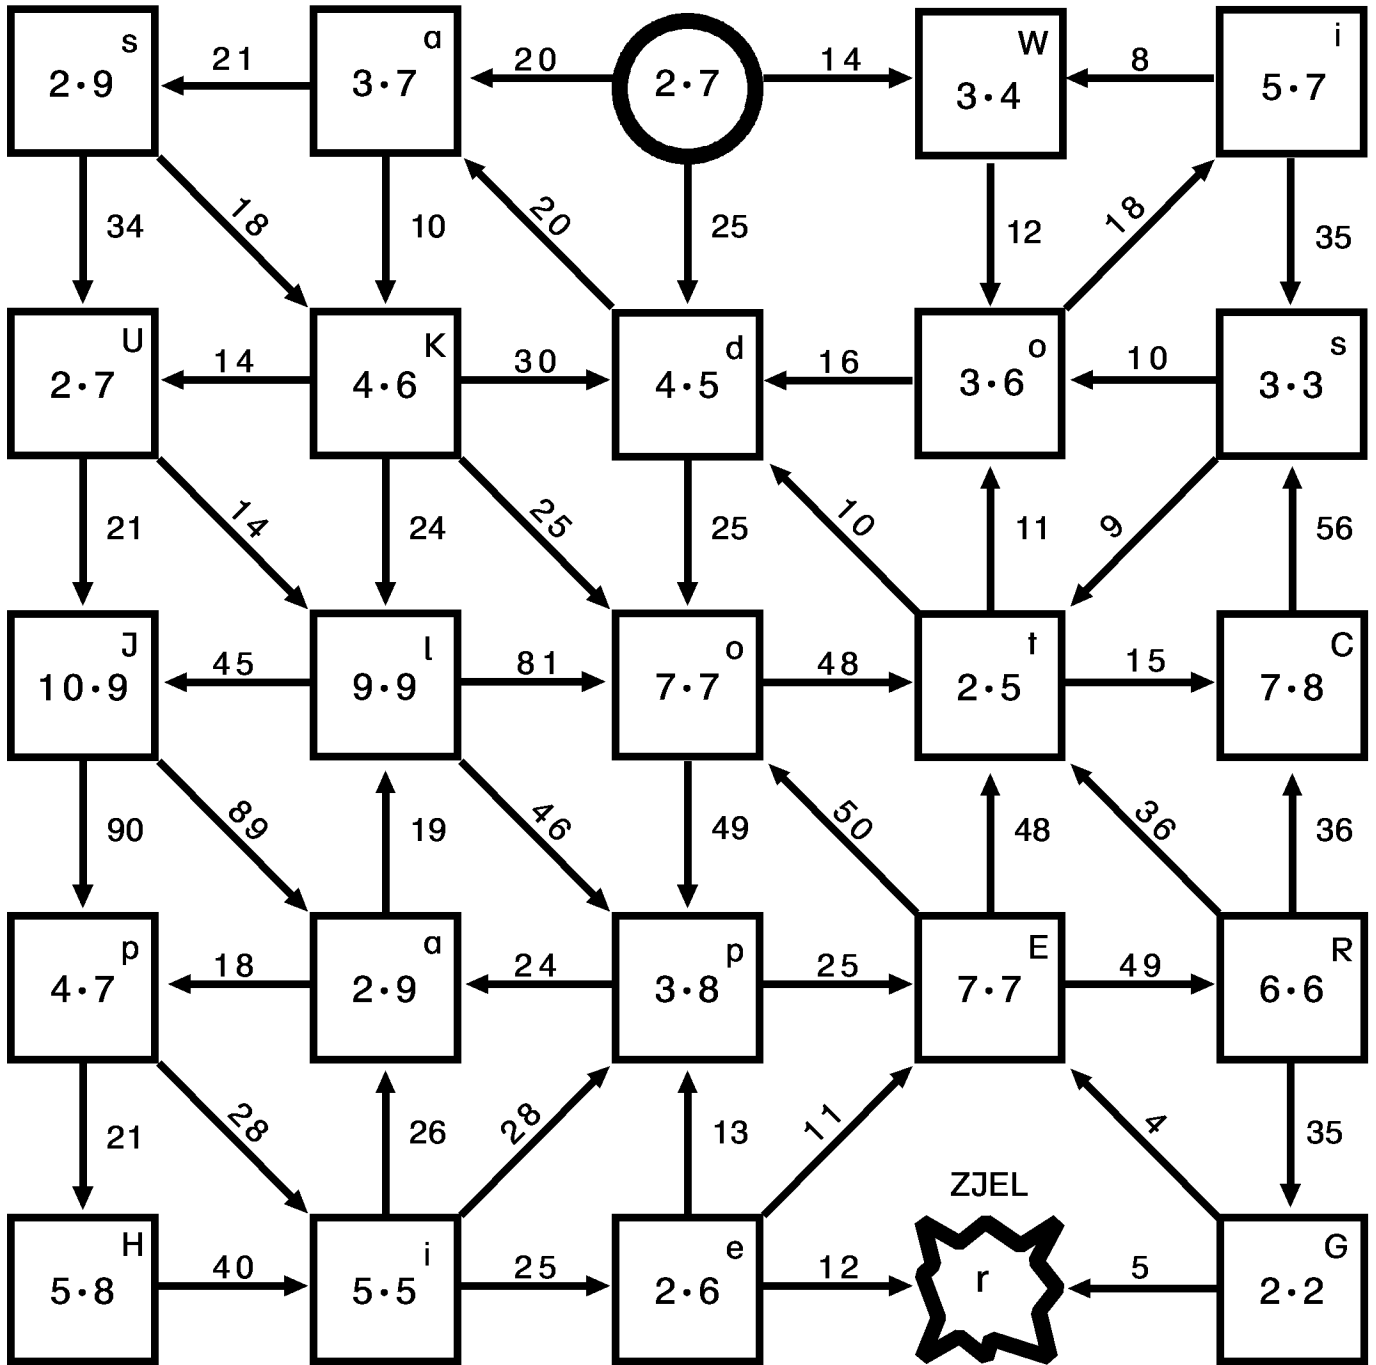 s a W i
2·9 21 3·7 20 2·7 14 3·4 8 5·7
34 18 10 20 25 12 18 35
U K d o s
2·7 14 4·6 30 4·5 16 3·6 10 3·3
21 14 24 25 25 10 11 9 56
J l o t C
10·9 45 9·9 81 7·7 48 2·5 15 7·8
90 89 19 46 49 50 48 36 36
p a p E R
4·7 18 2·9 24 3·8 25 7·7 49 6·6
21 28 26 28 13 11 4 35
ZJEL
H i e G
5·8 40 5·5 25 2·6 12 r 5 2·2